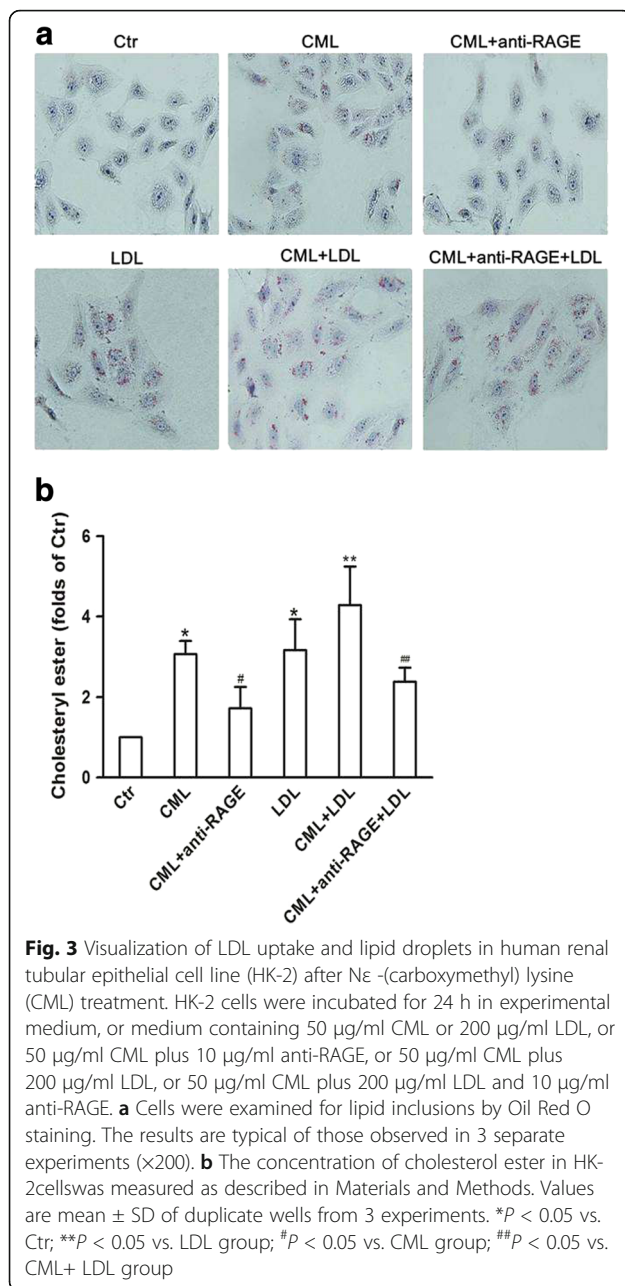 a
Ctr CML CML+anti-RAGE
LDL CML+LDL CML+anti-RAGE+LDL
b
Cholesteryl ester (folds of Ctr)
6
4
2
0
* # * ** ##
Ctr
CML
CML+anti-RAGE
LDL
CML+LDL
CML+anti-RAGE+LDL
Fig. 3 Visualization of LDL uptake and lipid droplets in human renal
tubular epithelial cell line (HK-2) after Nε -(carboxymethyl) lysine
(CML) treatment. HK-2 cells were incubated for 24 h in experimental
medium, or medium containing 50 μg/ml CML or 200 μg/ml LDL, or
50 μg/ml CML plus 10 μg/ml anti-RAGE, or 50 μg/ml CML plus
200 μg/ml LDL, or 50 μg/ml CML plus 200 μg/ml LDL and 10 μg/ml
anti-RAGE. a Cells were examined for lipid inclusions by Oil Red O
staining. The results are typical of those observed in 3 separate
experiments (×200). b The concentration of cholesterol ester in HK-
2cellswas measured as described in Materials and Methods. Values
are mean ± SD of duplicate wells from 3 experiments. *P < 0.05 vs.
Ctr; **P < 0.05 vs. LDL group; #P < 0.05 vs. CML group; ##P < 0.05 vs.
CML+ LDL group